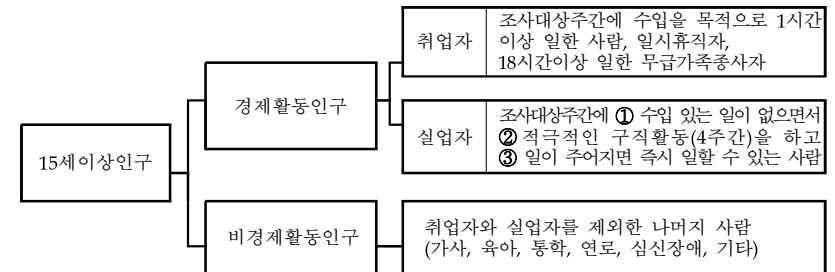 15세이상인구
경제활동인구
취업자
조사대상주간에 수입을 목적으로 1시간
이상 일한 사람, 일시휴직자,
18시간이상 일한 무급가족종사자
실업자
조사대상주간에 ① 수입 있는 일이 없으면서
② 적극적인 구직활동(4주간)을 하고
③ 일이 주어지면 즉시 일할 수 있는 사람
비경제활동인구
취업자와 실업자를 제외한 나머지 사람
(가사, 육아, 통학, 연로, 심신장애, 기타)